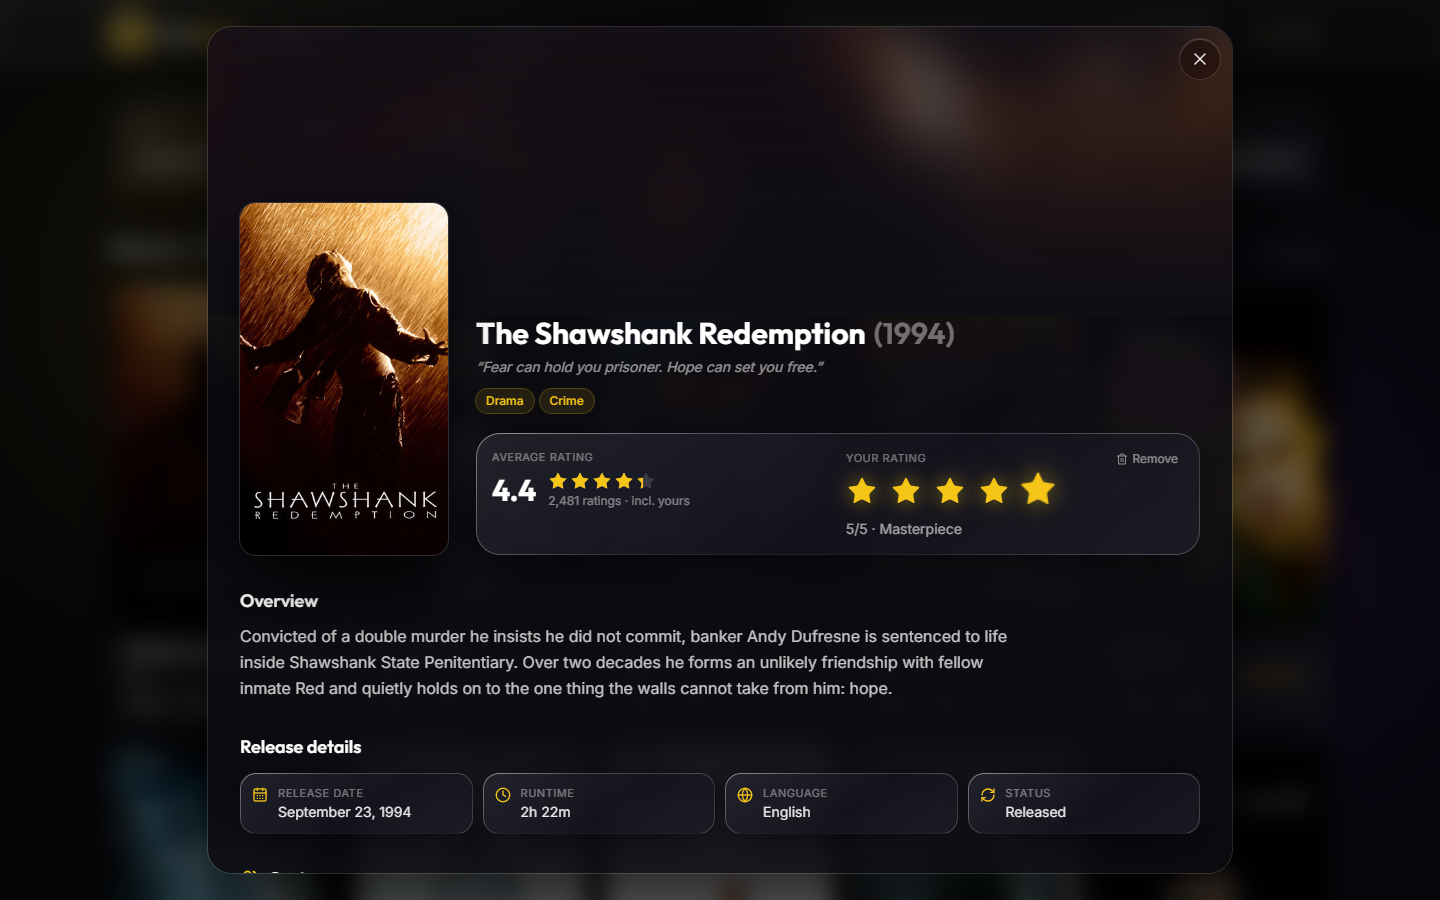 The Shawshank Redemption (1994)
“Fear can hold you prisoner. Hope can set you free.”
Drama Crime
AVERAGE RATING
4.4
2,481 ratings · incl. yours
YOUR RATING
Remove
5/5 · Masterpiece
THE
SHAWSHANK
REDEMPTION
Overview
Convicted of a double murder he insists he did not commit, banker Andy Dufresne is sentenced to life
inside Shawshank State Penitentiary. Over two decades he forms an unlikely friendship with fellow
inmate Red and quietly holds on to the one thing the walls cannot take from him: hope.
Release details
RELEASE DATE
September 23, 1994
RUNTIME
2h 22m
LANGUAGE
English
STATUS
Released